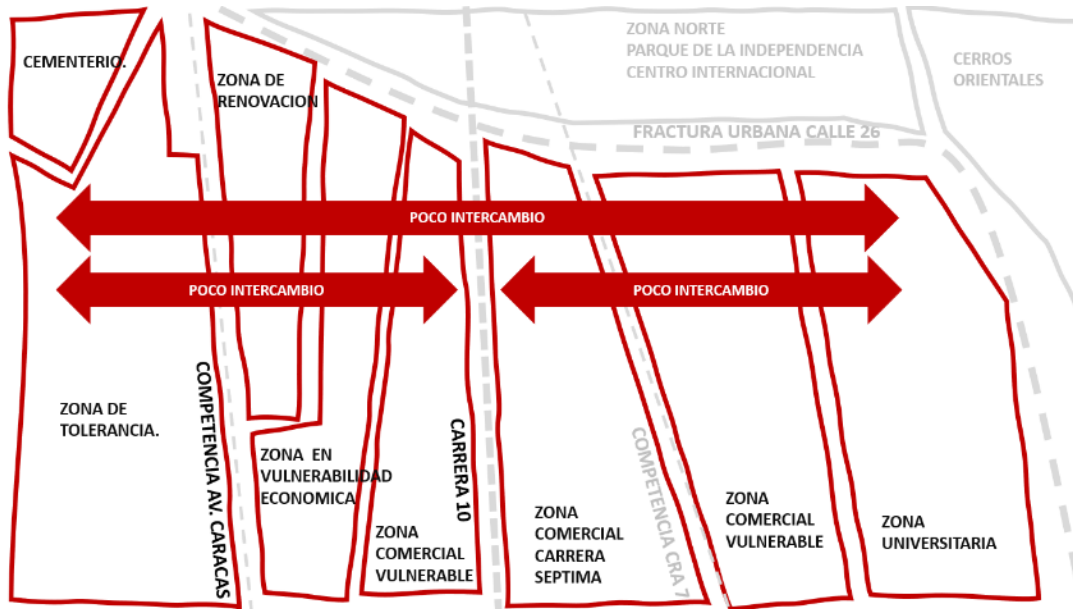 CEMENTERIO.
ZONA DE
RENOVACION
ZONA NORTE
PARQUE DE LA INDEPENDENCIA
CENTRO INTERNACIONAL
CERROS
ORIENTALES
FRACTURA URBANA CALLE 26
POCO INTERCAMBIO
POCO INTERCAMBIO
POCO INTERCAMBIO
ZONA DE
TOLERANCIA.
COMPETENCIA AV. CARACAS
ZONA EN
VULNERABILIDAD
ECONOMICA
ZONA
COMERCIAL
VULNERABLE
CARRERA 10
ZONA
COMERCIAL
CARRERA
SEPTIMA
COMPETENCIA CRA 7
ZONA
COMERCIAL
VULNERABLE
ZONA
UNIVERSITARIA